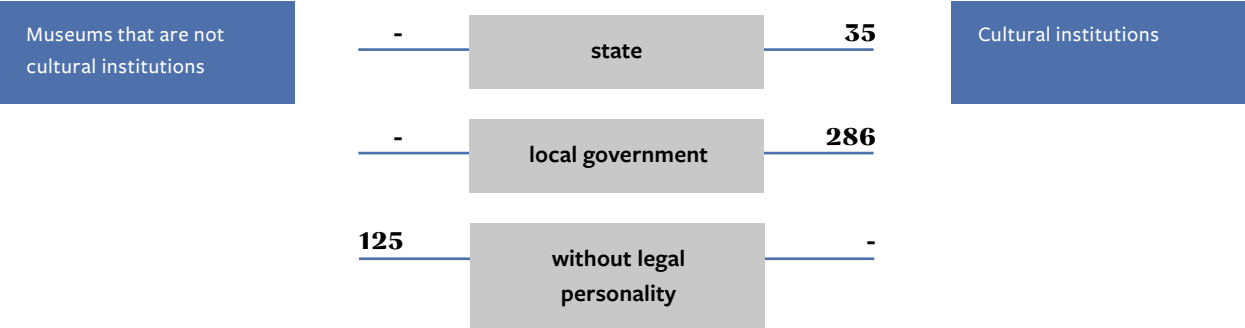 Museums that are not
cultural institutions
-
state
35
Cultural institutions
-
local government
286
125
without legal
personality
-